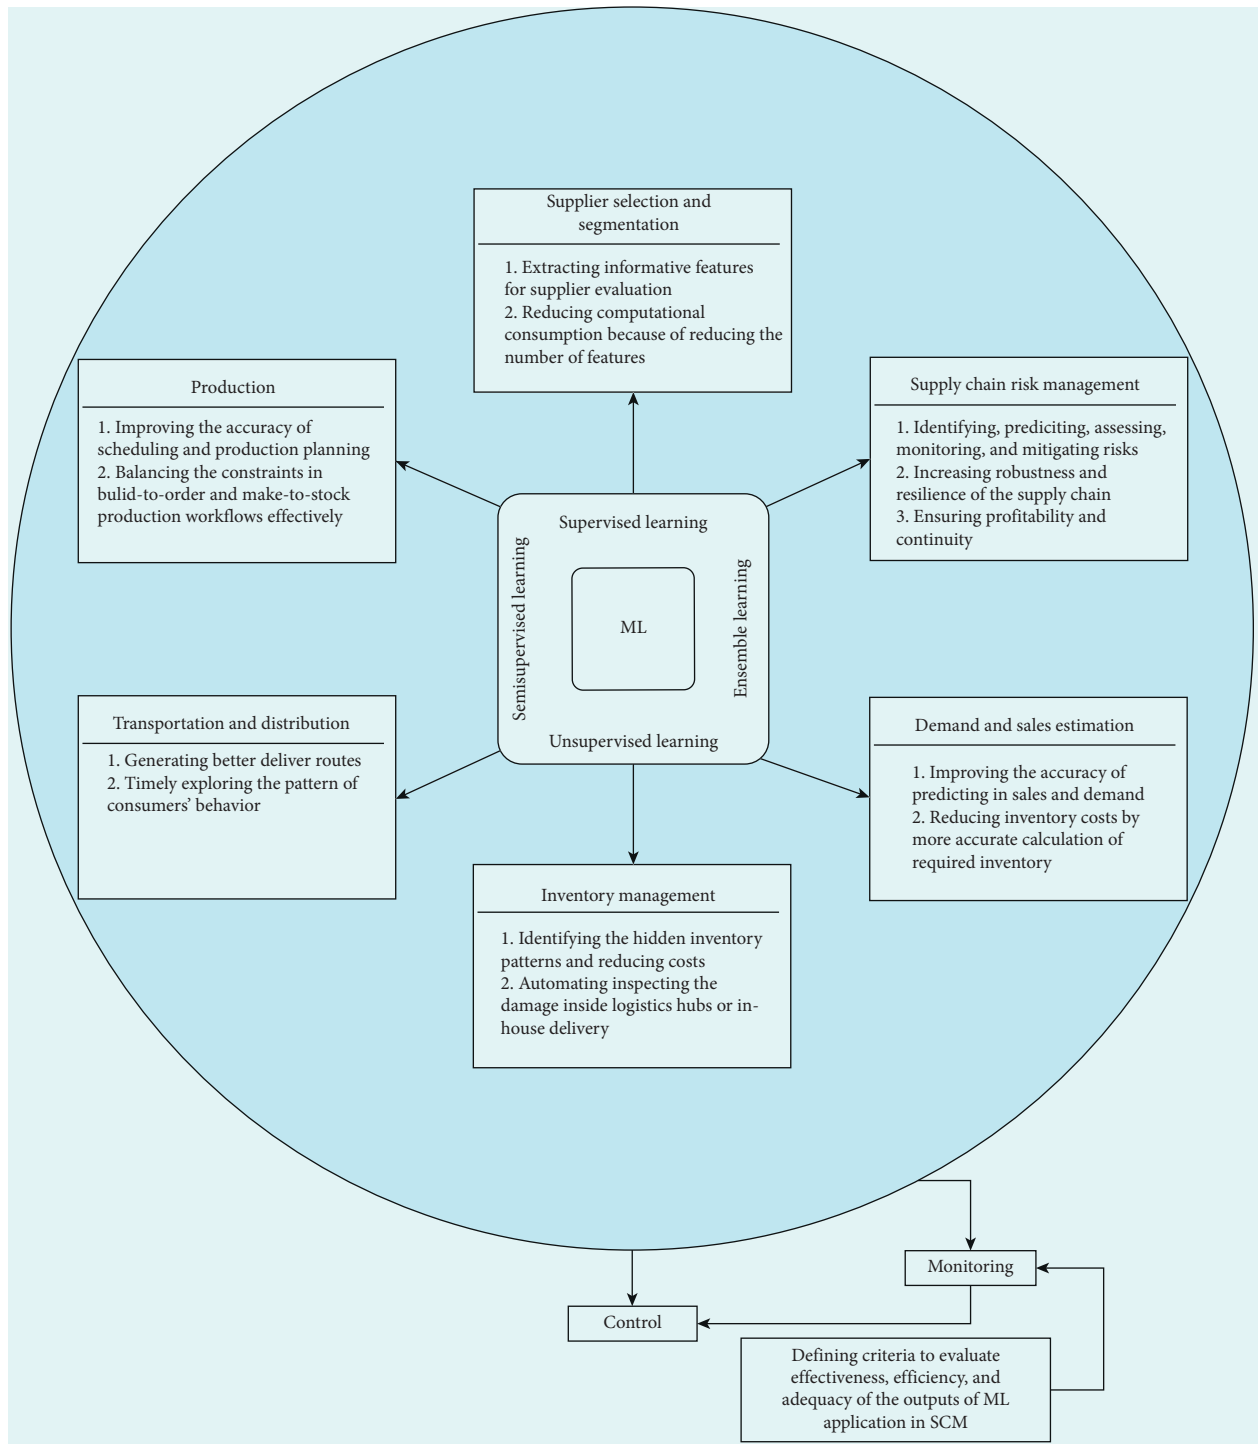 Supplier selection and
segmentation
1. Extracting informative features
for supplier evaluation
2. Reducing computational
consumption because of reducing the
number of features
Production
1. Improving the accuracy of
scheduling and production planning
2. Balancing the constraints in
bulid-to-order and make-to-stock
production workflows effectively
Supply chain risk management
1. Identifying, prediciting, assessing,
monitoring, and mitigating risks
2. Increasing robustness and
resilience of the supply chain
3. Ensuring profitability and
continuity
Supervised learning
Semisupervised learning
ML
Ensemble learning
Unsupervised learning
Transportation and distribution
1. Generating better deliver routes
2. Timely exploring the pattern of
consumers’ behavior
Demand and sales estimation
1. Improving the accuracy of
predicting in sales and demand
2. Reducing inventory costs by
more accurate calculation of
required inventory
Inventory management
1. Identifying the hidden inventory
patterns and reducing costs
2. Automating inspecting the
damage inside logistics hubs or in-
house delivery
Monitoring
Control
Defining criteria to evaluate
effectiveness, efficiency, and
adequacy of the outputs of ML
application in SCM